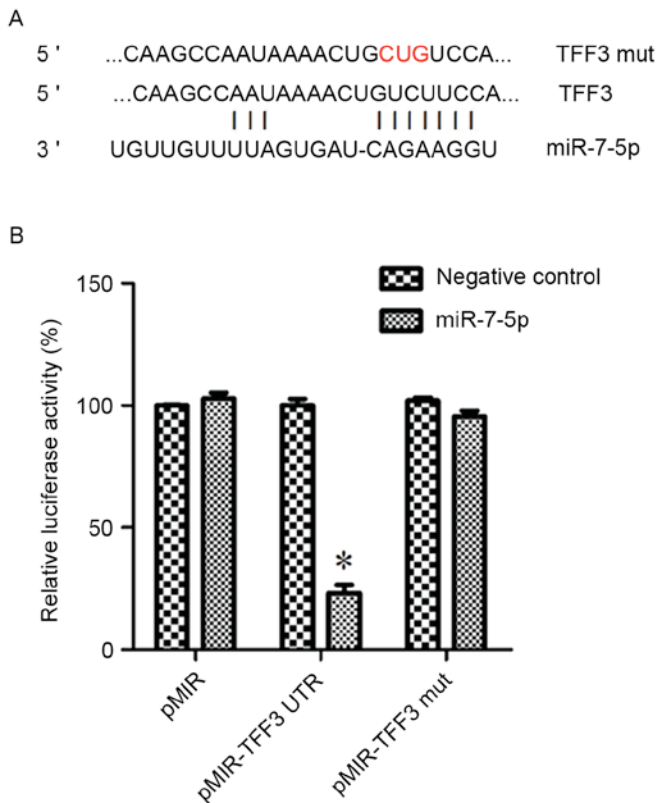 A
5 ' ...CAAGCCAAUAAAACUGCUGUCCA... TFF3 mut
5 ' ...CAAGCCAAUAAAACUGUCUUCCA... TFF3
3 ' UGUUGUUUUAGUGAU-CAGAAGGU miR-7-5p
B
Negative control
miR-7-5p
Relative luciferase activity (%)
150
100
50
0
*
pMIR
pMIR-TFF3 UTR
pMIR-TFF3 mut